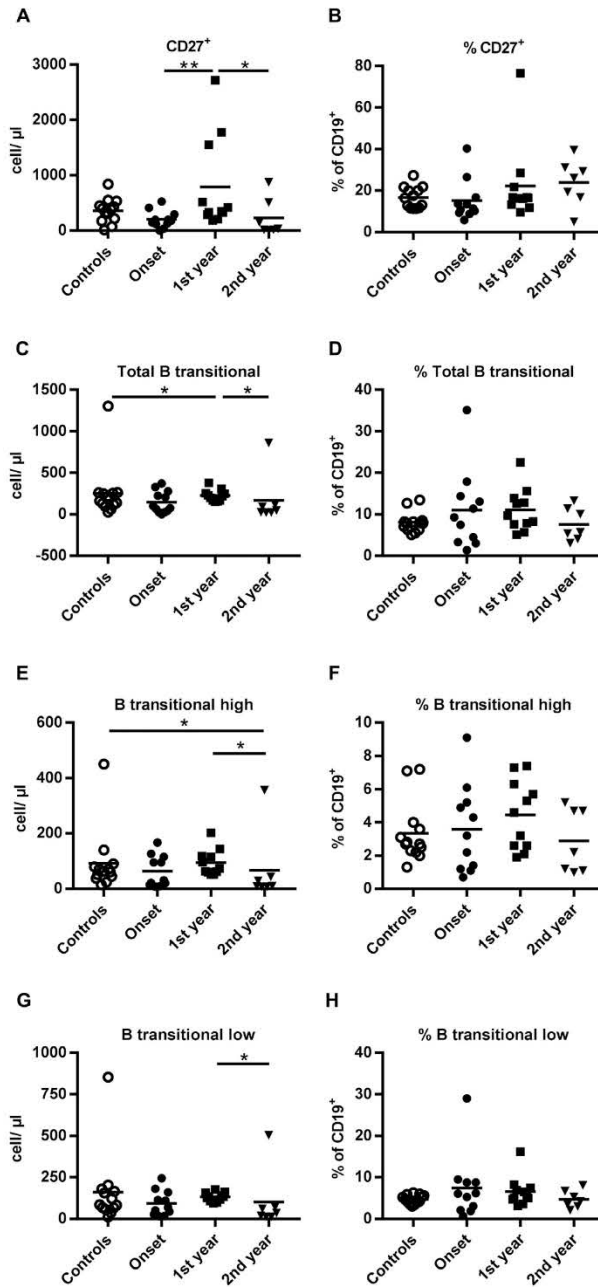 A
CD27+
3000
2000
1000
0
cell/ µl
** *
Controls Onset 1st year 2nd year
B
% CD27+
80
60
40
20
0
% of CD19+
Controls Onset 1st year 2nd year
C
Total B transitional
1500
1000
500
0
-500
cell/ µl
* *
Controls Onset 1st year 2nd year
D
% Total B transitional
40
30
20
10
0
% of CD19+
Controls Onset 1st year 2nd year
E
B transitional high
600
400
200
0
cell/ µl
*
*
Controls Onset 1st year 2nd year
F
% B transitional high
10
8
6
4
2
0
% of CD19+
Controls Onset 1st year 2nd year
G
B transitional low
1000
750
500
250
0
cell/ µl
*
Controls Onset 1st year 2nd year
H
% B transitional low
40
30
20
10
0
% of CD19+
Controls Onset 1st year 2nd year